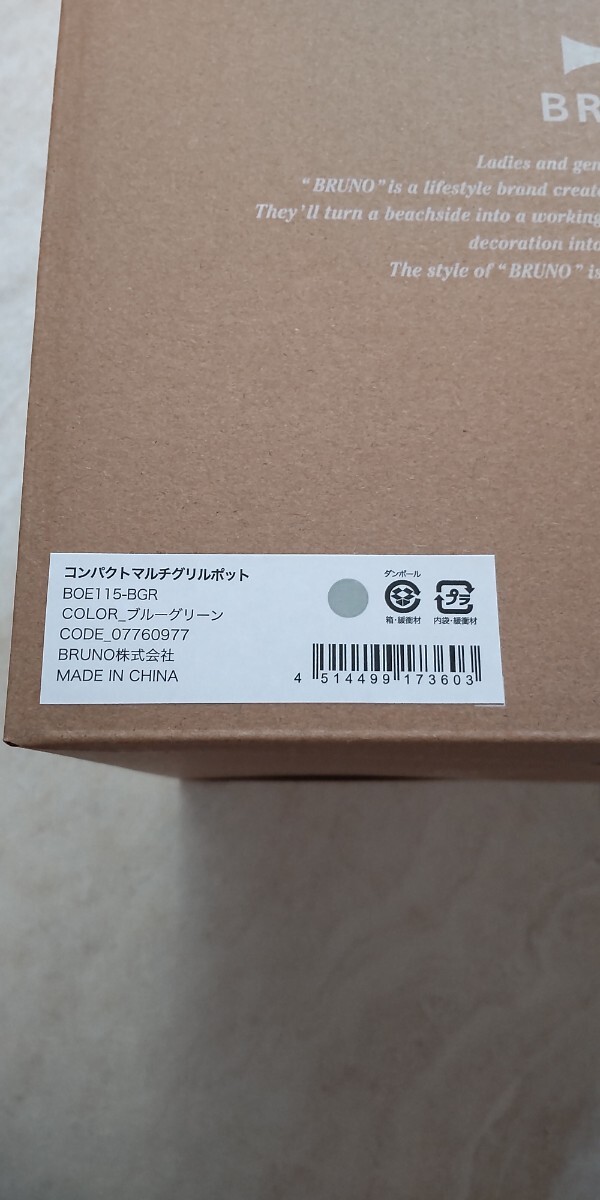 BR
Ladies and gen
"BRUNO" is a lifestyle brand create
They'll turn a beachside into a working
decoration into
The style of "BRUNO" is
コンパクトマルチグリルポット
BOE115-BGR
COLOR_ブルーグリーン
CODE_07760977
BRUNO株式会社
MADE IN CHINA
ダンボール
箱・緩衝材
プラ
内袋・緩衝材
4 514499 173603